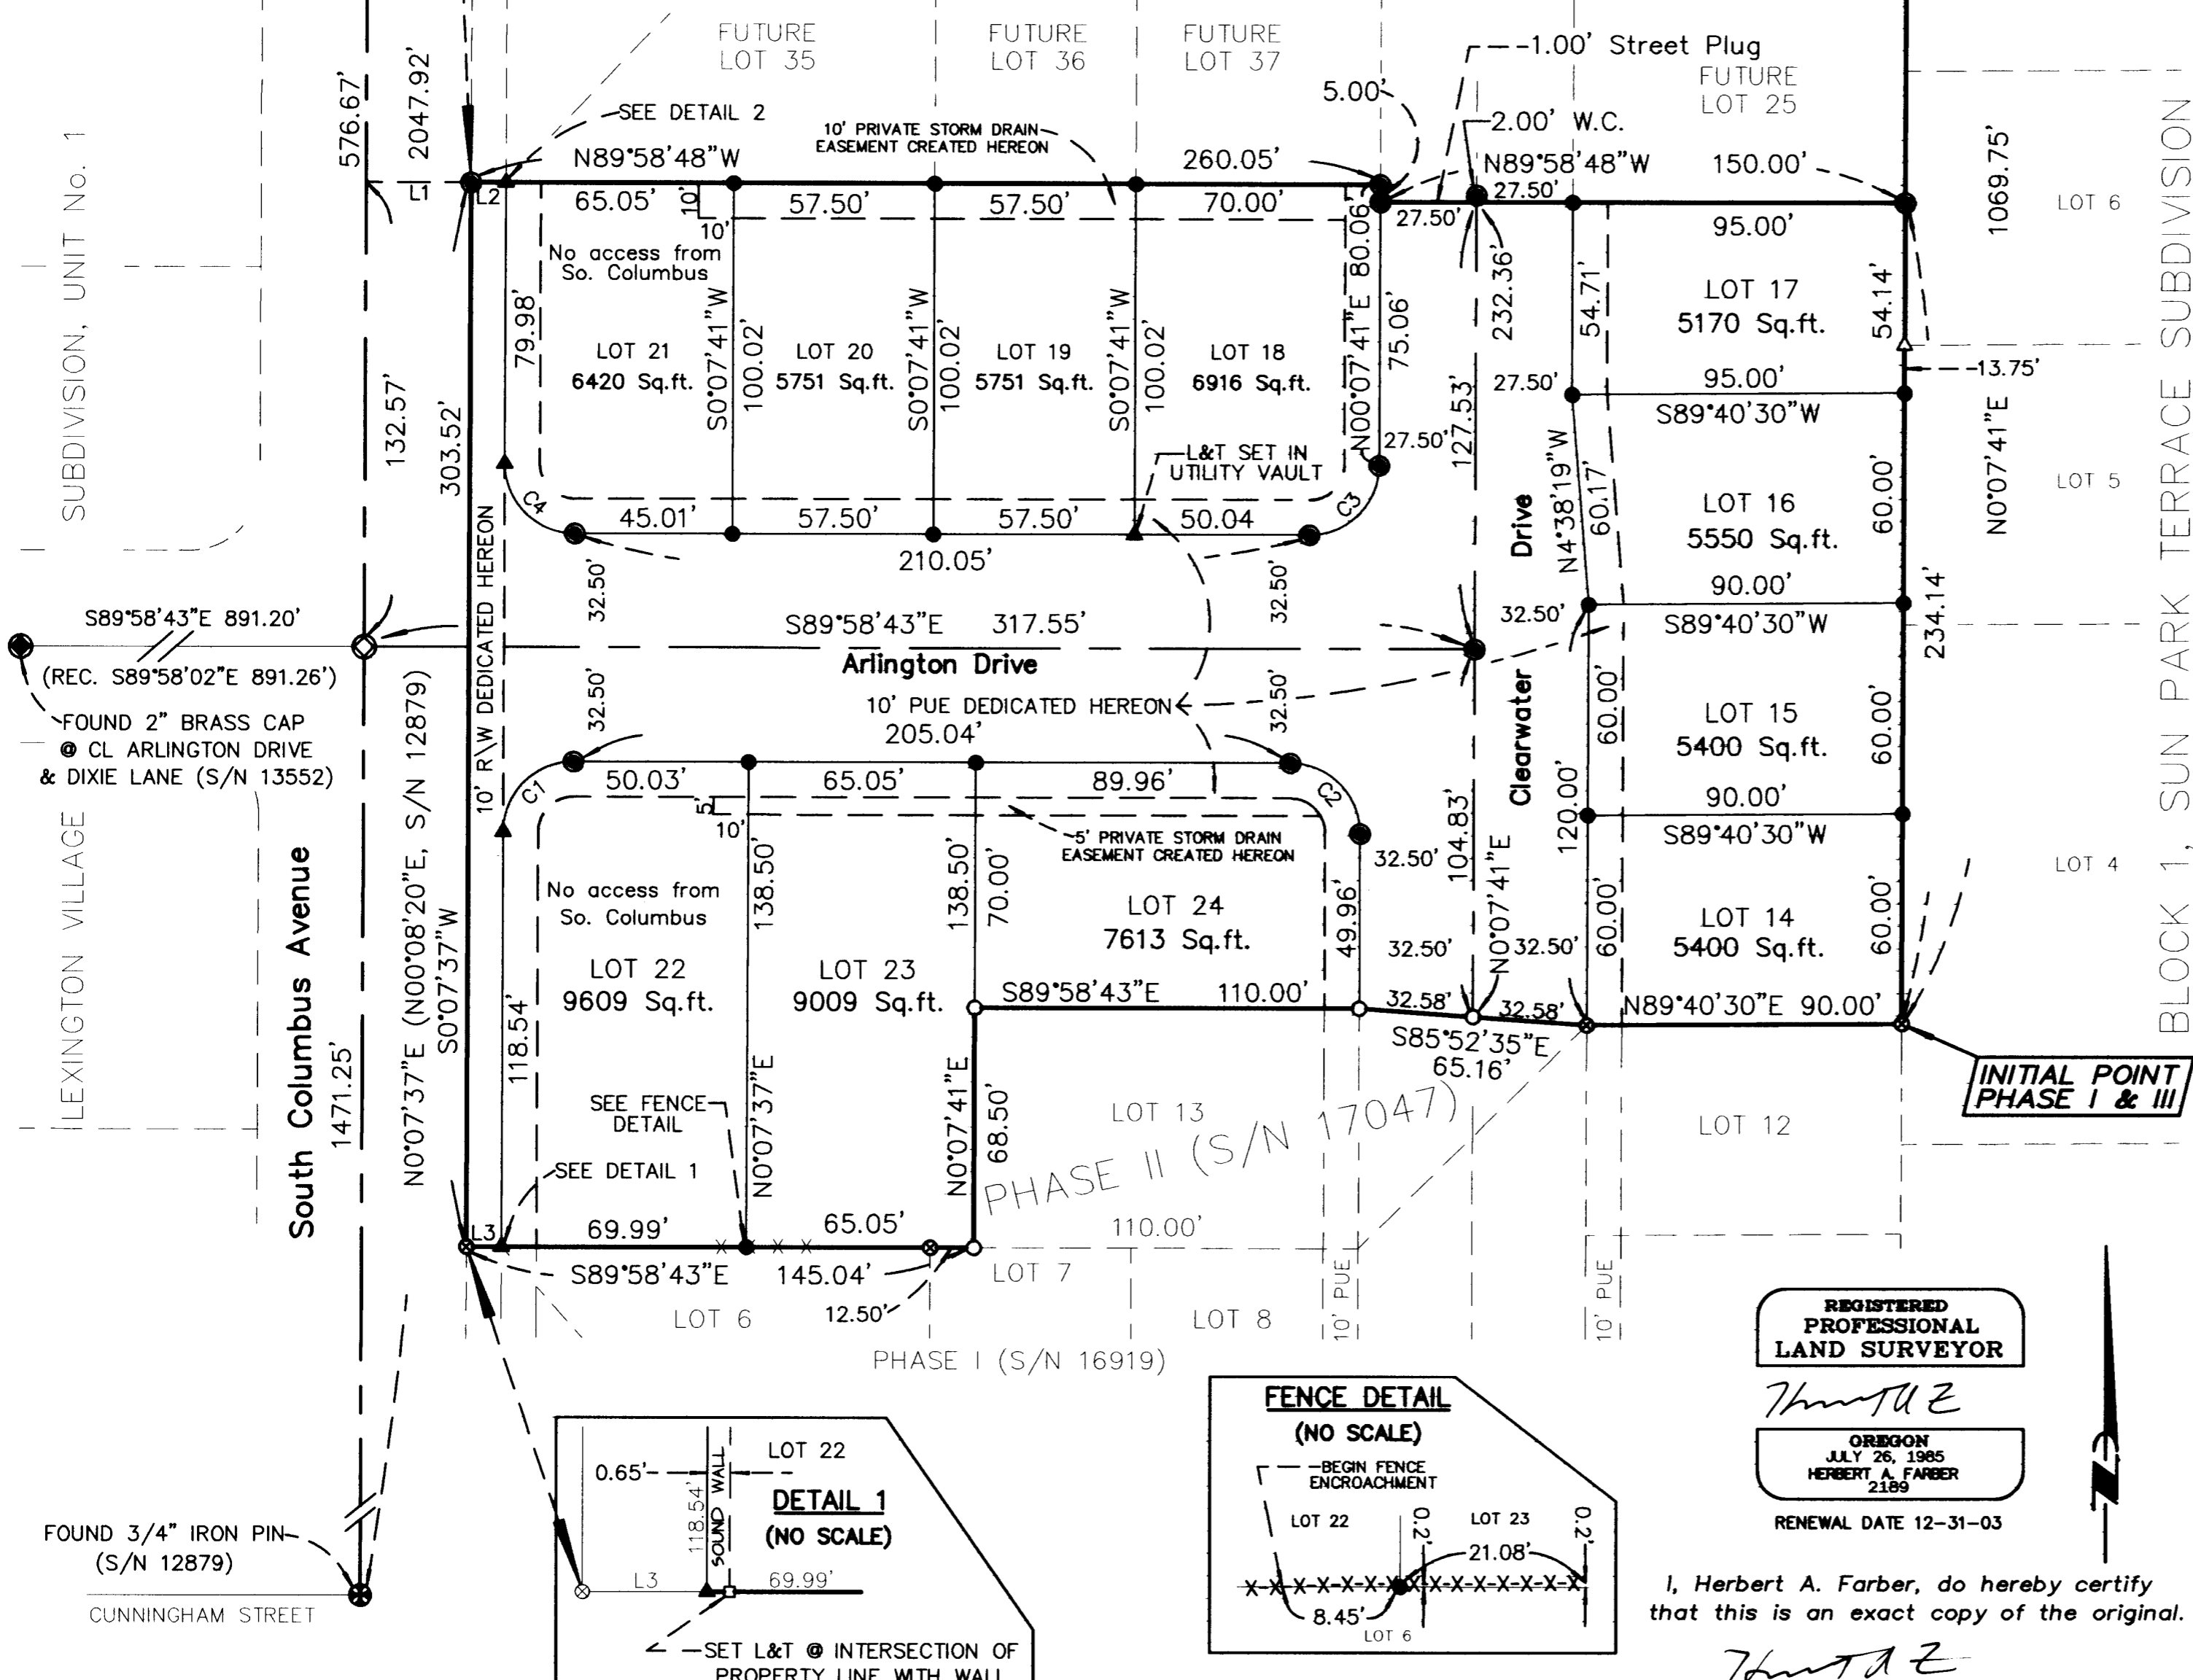 FUTURE
LOT 35
FUTURE
LOT 36
FUTURE
LOT 37
1.00' Street Plug
FUTURE
LOT 25
5.00'
2.00' W.C.
576.67'
2047.92'
SEE DETAIL 2
10' PRIVATE STORM DRAIN
EASEMENT CREATED HEREON
N89°58'48"W
260.05'
N89°58'48"W
150.00'
1069.75'
LOT 6
L1
L2
65.05'
10'
57.50'
57.50'
70.00'
27.50'
27.50'
95.00'
10'
No access from
So. Columbus
SUBDIVISION, UNIT No. 1
79.98'
S0°07'41"W
100.02'
S0°07'41"W
100.02'
S0°07'41"W
100.02'
N00°07'41"E 80.06'
75.06'
232.36'
54.71'
LOT 17
5170 Sq.ft.
54.14'
LOT 21
6420 Sq.ft.
LOT 20
5751 Sq.ft.
LOT 19
5751 Sq.ft.
LOT 18
6916 Sq.ft.
13.75'
132.57'
303.52'
27.50'
27.50'
127.53'
95.00'
S89°40'30"W
N0°07'41"E
L&T SET IN
UTILITY VAULT
N4°38'19"W
60.17'
LOT 16
5550 Sq.ft.
60.00'
LOT 5
C4
45.01'
57.50'
57.50'
50.04
C3
210.05'
32.50'
32.50'
90.00'
S89°40'30"W
S89°58'43"E 891.20'
(REC. S89°58'02"E 891.26')
S89°58'43"E 317.55'
Arlington Drive
32.50'
Clearwater Drive
234.14'
10' R\W DEDICATED HEREON
FOUND 2" BRASS CAP
@ CL ARLINGTON DRIVE
& DIXIE LANE (S/N 13552)
32.50'
10' PUE DEDICATED HEREON
32.50'
205.04'
C1
50.03'
65.05'
89.96'
C2
5'
10'
5' PRIVATE STORM DRAIN
EASEMENT CREATED HEREON
60.00'
LOT 15
5400 Sq.ft.
60.00'
120.00'
90.00'
S89°40'30"W
LOT 4
BLOCK 1, SUN PARK TERRACE SUBDIVISION
LEXINGTON VILLAGE
South Columbus Avenue
1471.25'
N0°07'37"E (N00°08'20"E, S/N 12879)
S0°07'37"W
No access from
So. Columbus
138.50'
138.50'
70.00'
LOT 24
7613 Sq.ft.
32.50'
104.83'
N0°07'41"E
49.96'
32.50'
32.50'
60.00'
LOT 14
5400 Sq.ft.
60.00'
LOT 22
9609 Sq.ft.
LOT 23
9009 Sq.ft.
118.54'
S89°58'43"E 110.00'
32.58'
32.58'
N89°40'30"E 90.00'
S85°52'35"E
65.16'
INITIAL POINT
PHASE I & III
SEE FENCE
DETAIL
N0°07'37"E
N0°07'41"E
68.50'
LOT 13
PHASE II (S/N 17047)
LOT 12
SEE DETAIL 1
L3
69.99'
65.05'
110.00'
S89°58'43"E 145.04'
LOT 7
12.50'
LOT 6
LOT 8
10' PUE
10' PUE
PHASE I (S/N 16919)
REGISTERED
PROFESSIONAL
LAND SURVEYOR
OREGON
JULY 26, 1985
HERBERT A. FARBER
2189
RENEWAL DATE 12-31-03
I, Herbert A. Farber, do hereby certify
that this is an exact copy of the original.
FENCE DETAIL
(NO SCALE)
BEGIN FENCE
ENCROACHMENT
LOT 22
0.2'
LOT 23
0.2'
21.08'
X-X-X-X-X-X-X-X-X-X-X-X-X-X
8.45'
LOT 6
LOT 22
0.65'
SOUND WALL
118.54'
DETAIL 1
(NO SCALE)
L3
69.99'
SET L&T @ INTERSECTION OF
PROPERTY LINE WITH WALL
FOUND 3/4" IRON PIN
(S/N 12879)
CUNNINGHAM STREET